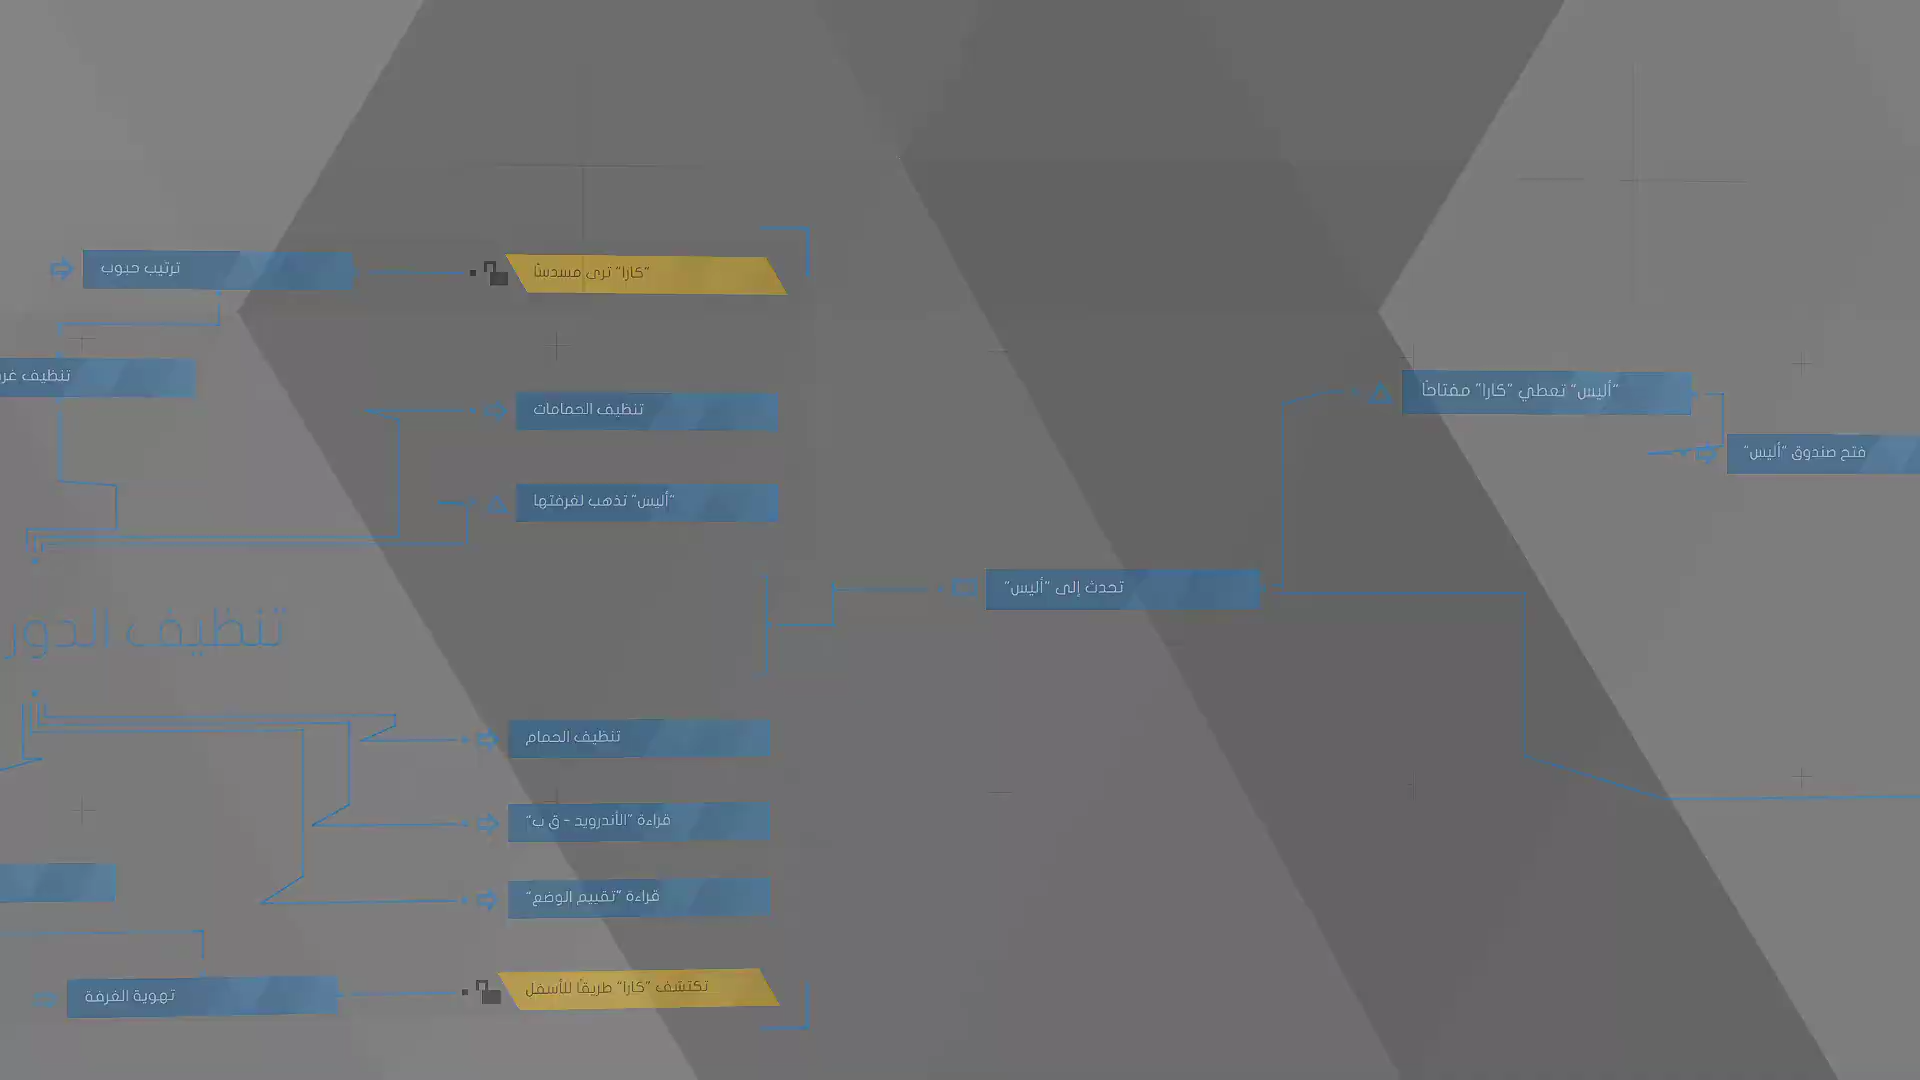 ترتيب حبوب
"كارا" ترى مسدسًا
تنظيف
تنظيف الحمامات
"أليس" تذهب لغرفتها
"أليس" تعطي "كارا" مفتاحًا
فتح صندوق "أليس"
تحدث إلى "أليس"
تنظيف الدور
تنظيف الحمام
قراءة "الأندرويد - ق ب"
قراءة "تقييم الوضع"
تهوية الغرفة
تكتشف "كارا" طريقًا للأسفل